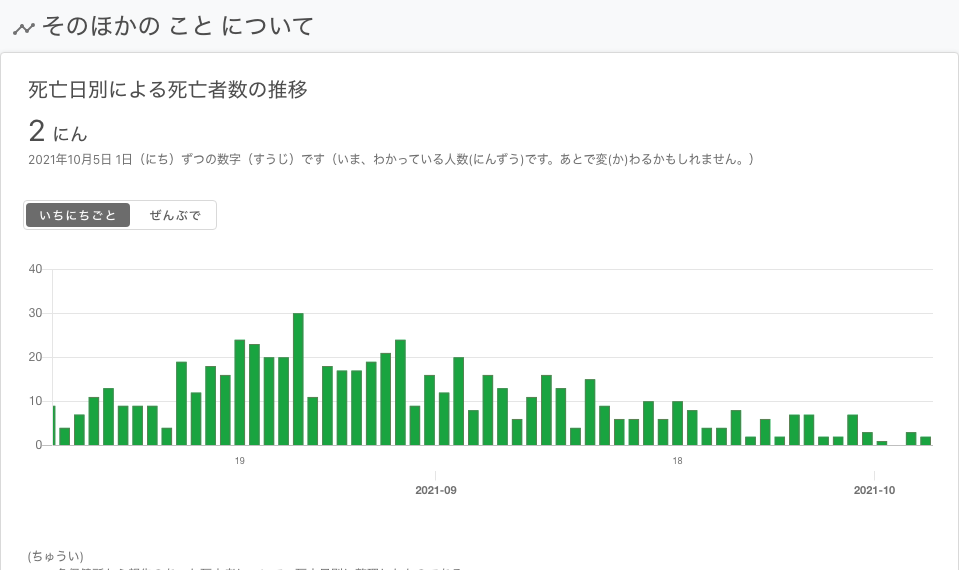 そのほかの こと について
死亡日別による死亡者数の推移
2 にん
2021年10月5日 1日（にち）ずつの数字（すうじ）です（いま、わかっている人数(にんずう)です。あとで変(か)わるかもしれません。）
いちにちごと ぜんぶで
40
30
20
10
0
19 18
2021-09 2021-10
(ちゅうい)